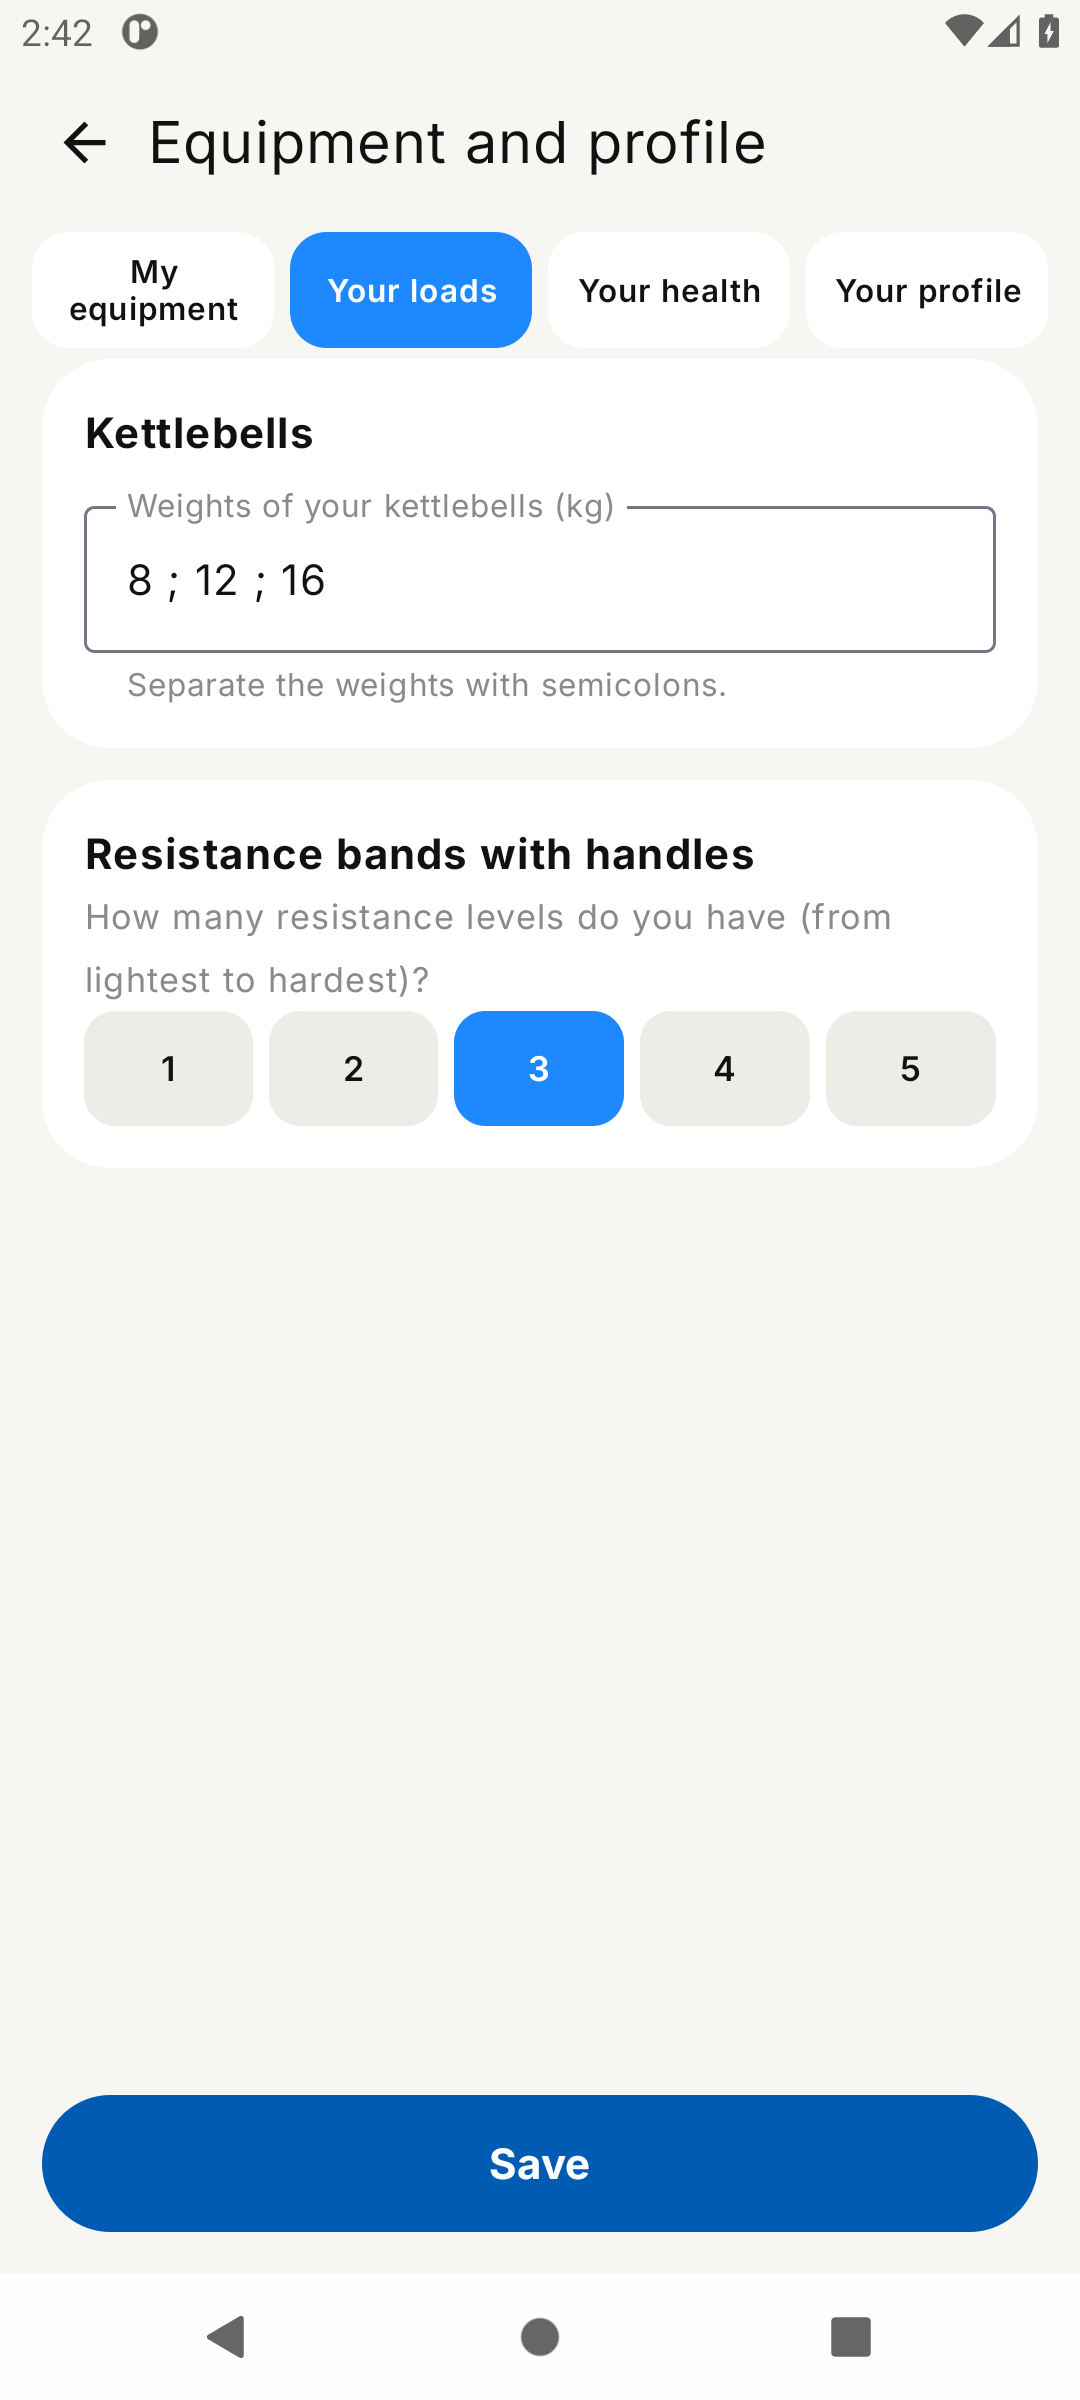 2:42
Equipment and profile
My
equipment
Your loads
Your health
Your profile
Kettlebells
Weights of your kettlebells (kg)
8 ; 12 ; 16
Separate the weights with semicolons.
Resistance bands with handles
How many resistance levels do you have (from
lightest to hardest)?
1
2
3
4
5
Save